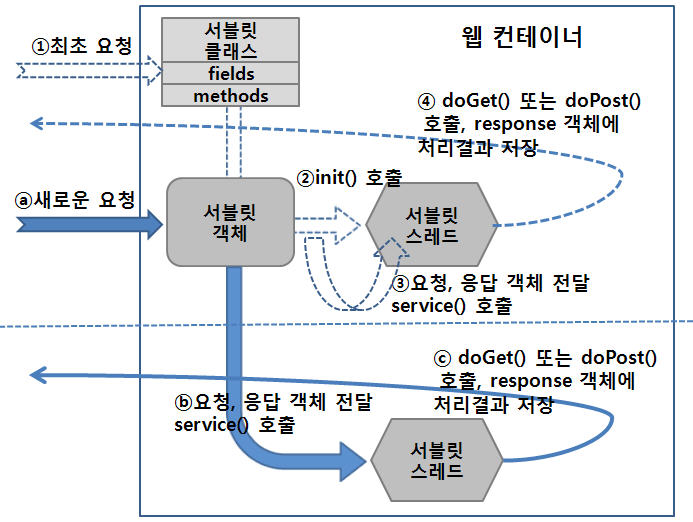 웹 컨테이너
①최초 요청
서블릿
클래스
fields
methods
④ doGet() 또는 doPost()
호출, response 객체에
처리결과 저장
②init() 호출
ⓐ새로운 요청
서블릿
객체
서블릿
스레드
③요청, 응답 객체 전달
service() 호출
ⓒ doGet() 또는 doPost()
호출, response 객체에
처리결과 저장
ⓑ요청, 응답 객체 전달
service() 호출
서블릿
스레드